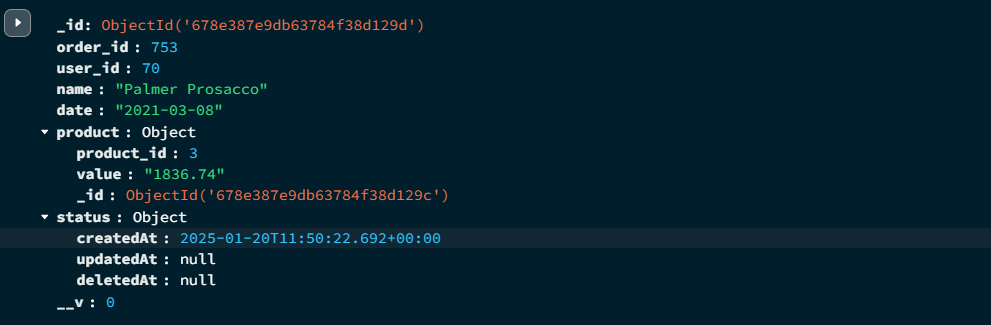 _id: ObjectId('678e387e9db63784f38d129d')
order_id : 753
user_id : 70
name : "Palmer Prosacco"
date : "2021-03-08"
product : Object
product_id : 3
value : "1836.74"
_id : ObjectId('678e387e9db63784f38d129c')
status : Object
createdAt : 2025-01-20T11:50:22.692+00:00
updatedAt : null
deletedAt : null
__v : 0